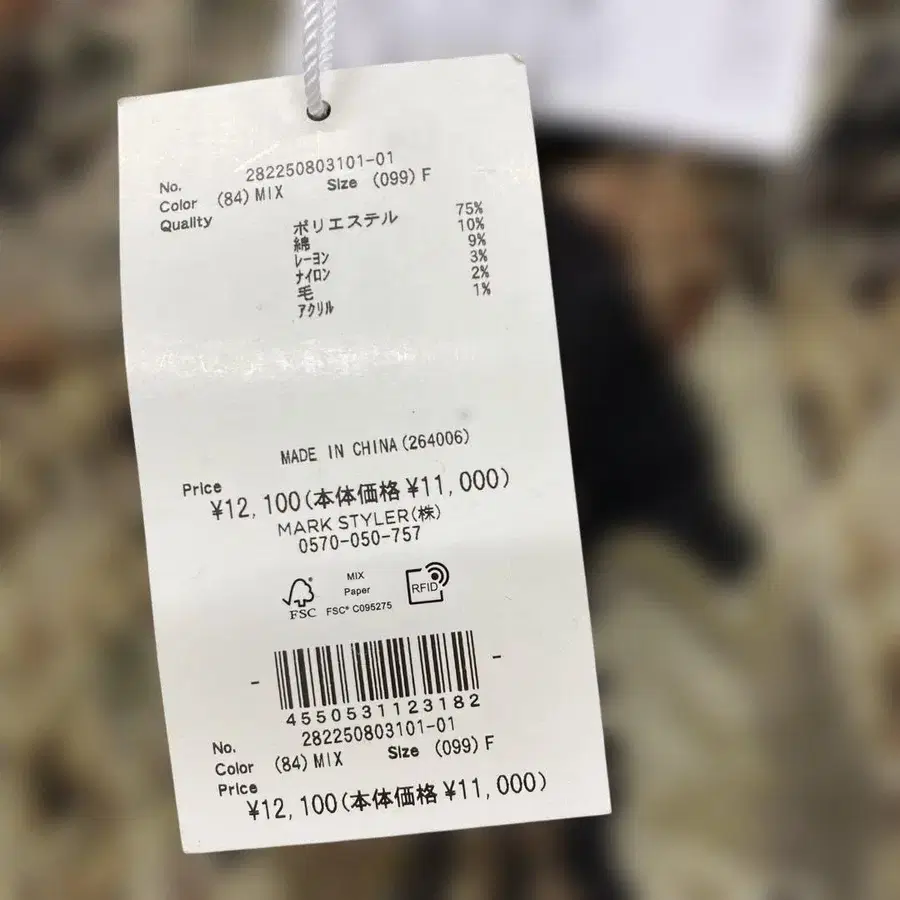 No. 282250803101-01
Color (84) MIX Size (099) F
Quality
ポリエステル 75%
綿 10%
レーヨン 9%
ナイロン 3%
毛 2%
アクリル 1%
MADE IN CHINA(264006)
Price
¥12,100(本体価格¥11,000)
MARK STYLER(株)
0570-050-757
FSC®
MIX
Paper
FSC® C095275
RFID
4550531123182
No. 282250803101-01
Color (84) MIX Size (099) F
Price
¥12,100(本体価格¥11,000)